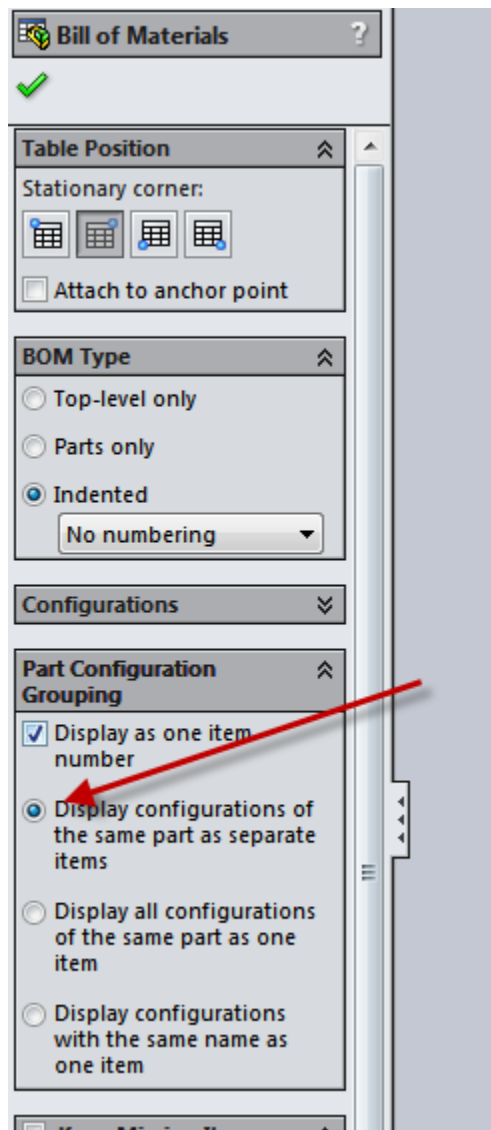 Bill of Materials ?
Table Position
Stationary corner:
Attach to anchor point
BOM Type
Top-level only
Parts only
Indented
No numbering
Configurations
Part Configuration
Grouping
Display as one item
number
Display configurations of
the same part as separate
items
Display all configurations
of the same part as one
item
Display configurations
with the same name as
one item